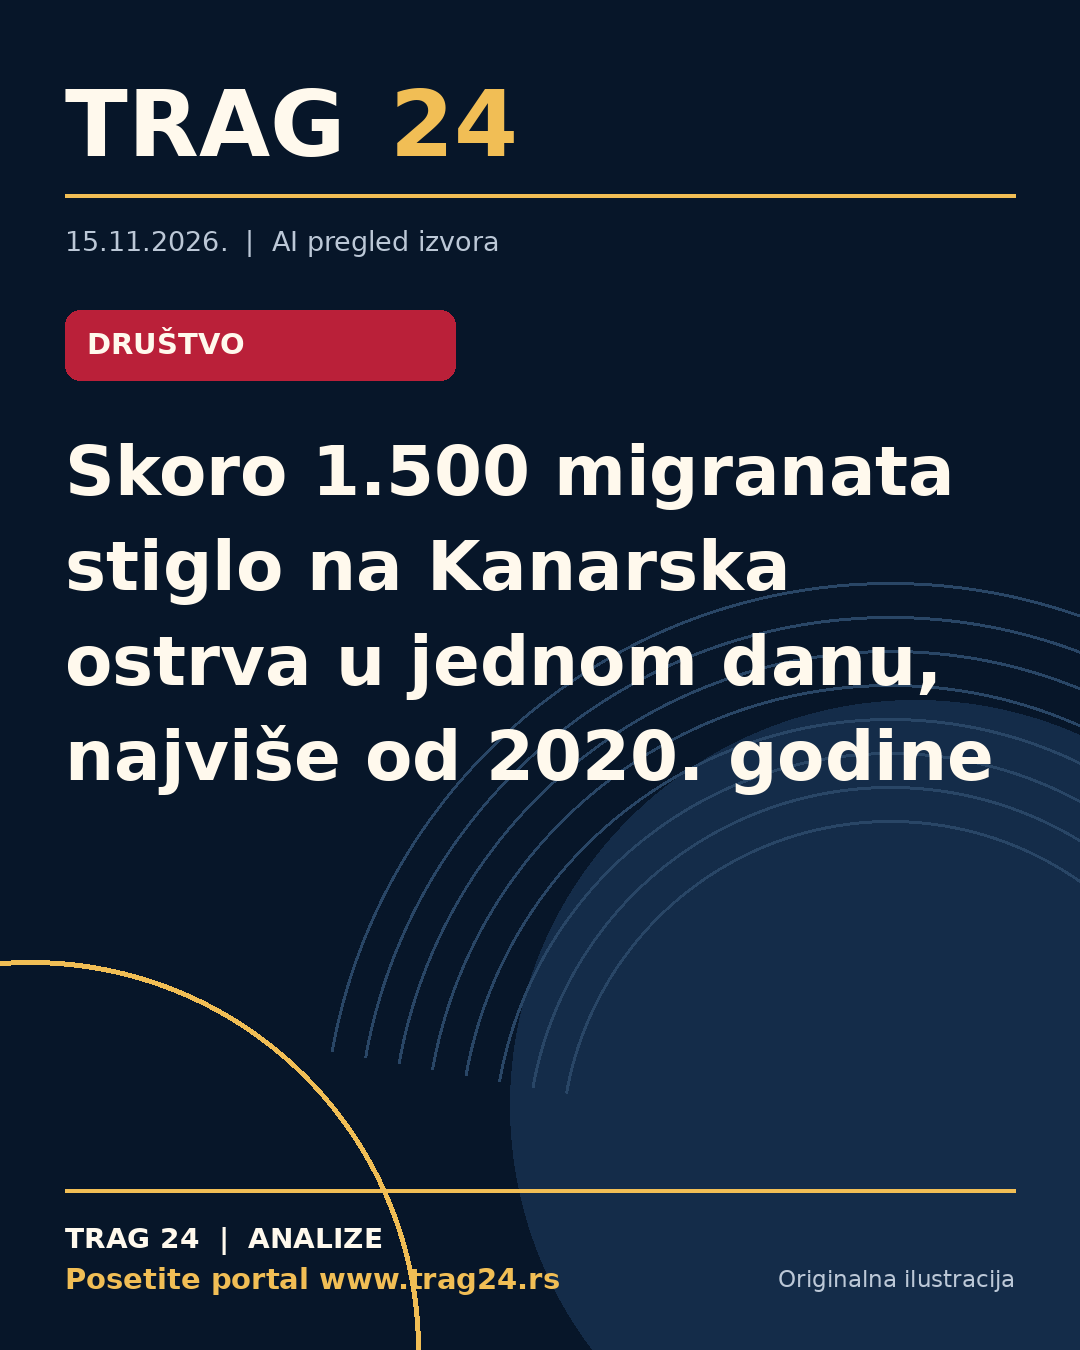 TRAG 24
15.11.2026. | AI pregled izvora
DRUŠTVO
Skoro 1.500 migranata
stiglo na Kanarska
ostrva u jednom danu,
najviše od 2020. godine
TRAG 24 | ANALIZE
Posetite portal www.trag24.rs
Originalna ilustracija